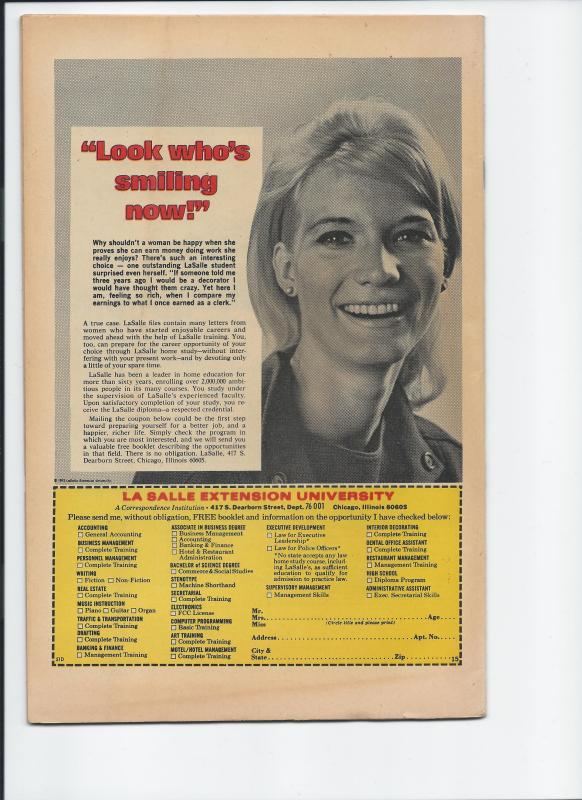 "Look who's
smiling
now!"
Why shouldn't a woman be happy when she
proves she can earn money doing work she
really enjoys? There's such an interesting
choice — one outstanding LaSalle student
surprised even herself. "If someone told me
three years ago I would be a decorator I
would have thought them crazy. Yet here I
am, feeling so rich, when I compare my
earnings to what I once earned as a clerk."
A true case. LaSalle files contain many letters from
women who have started enjoyable careers and
moved ahead with the help of LaSalle training. You,
too, can prepare for the career opportunity of your
choice through LaSalle home study—without inter-
fering with your present work—and by devoting only
a little of your spare time.
LaSalle has been a leader in home education for
more than sixty years, enrolling over 2,000,000 ambi-
tious people in its many courses. You study under
the supervision of LaSalle's experienced faculty.
Upon satisfactory completion of your study, you re-
ceive the LaSalle diploma—a respected credential.
Mailing the coupon below could be the first step
toward preparing yourself for a better job, and a
happier, richer life. Simply check the program in
which you are most interested, and we will send you
a valuable free booklet describing the opportunities
in that field. There is no obligation. LaSalle, 417 S.
Dearborn Street, Chicago, Illinois 60605.
LaSalle Extension University
LA SALLE EXTENSION UNIVERSITY
A Correspondence Institution • 417 S. Dearborn Street, Dept. 76 001 Chicago, Illinois 60605
Please send me, without obligation, FREE booklet and information on the opportunity I have checked below:
ACCOUNTING
☐ General Accounting
BUSINESS MANAGEMENT
☐ Complete Training
PERSONNEL MANAGEMENT
☐ Complete Training
WRITING
☐ Fiction ☐ Non-Fiction
REAL ESTATE
☐ Complete Training
MUSIC INSTRUCTION
☐ Piano ☐ Guitar ☐ Organ
TRAFFIC & TRANSPORTATION
☐ Complete Training
DRAFTING
☐ Complete Training
BANKING & FINANCE
☐ Management Training
ASSOCIATE IN BUSINESS DEGREE
☐ Business Management
☐ Accounting
☐ Banking & Finance
☐ Hotel & Restaurant
Administration
BACHELOR of SCIENCE DEGREE
☐ Commerce & Social Studies
STENOTYPE
☐ Machine Shorthand
SECRETARIAL
☐ Complete Training
ELECTRONICS
☐ FCC License
COMPUTER PROGRAMMING
☐ Basic Training
ART TRAINING
☐ Complete Training
MOTEL/HOTEL MANAGEMENT
☐ Complete Training
EXECUTIVE DEVELOPMENT
☐ Law for Executive
Leadership*
☐ Law for Police Officers*
*No state accepts any law
home study course, includ-
ing LaSalle's, as sufficient
education to qualify for
admission to practice law.
SUPERVISORY MANAGEMENT
☐ Management Skills
INTERIOR DECORATING
☐ Complete Training
DENTAL OFFICE ASSISTANT
☐ Complete Training
RESTAURANT MANAGEMENT
☐ Management Training
HIGH SCHOOL
☐ Diploma Program
ADMINISTRATIVE ASSISTANT
☐ Exec. Secretarial Skills
Mr.
Mrs. Age
Miss (Circle title and please print)
Address Apt. No.
City &
State Zip
510
15